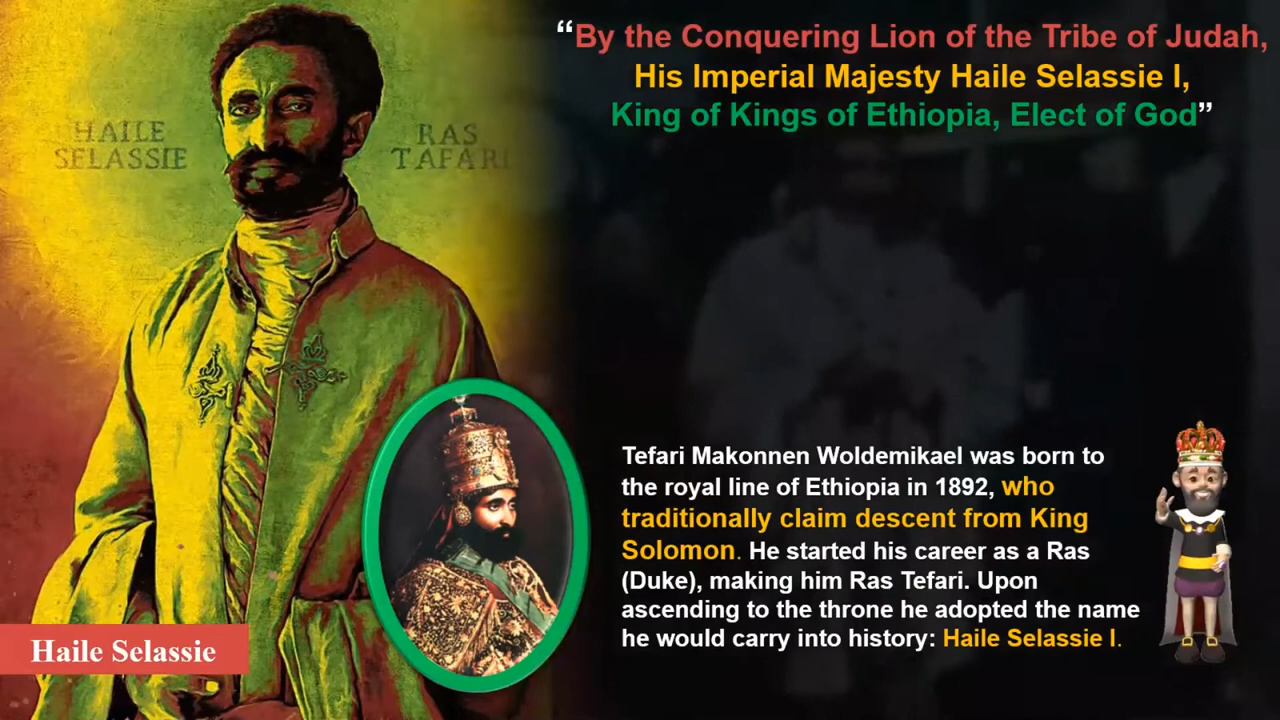 “By the Conquering Lion of the Tribe of Judah,
His Imperial Majesty Haile Selassie I,
King of Kings of Ethiopia, Elect of God”
HAILE
SELASSIE
RAS
TAFARI
Tefari Makonnen Woldemikael was born to
the royal line of Ethiopia in 1892, who
traditionally claim descent from King
Solomon. He started his career as a Ras
(Duke), making him Ras Tefari. Upon
ascending to the throne he adopted the name
he would carry into history: Haile Selassie I.
Haile Selassie